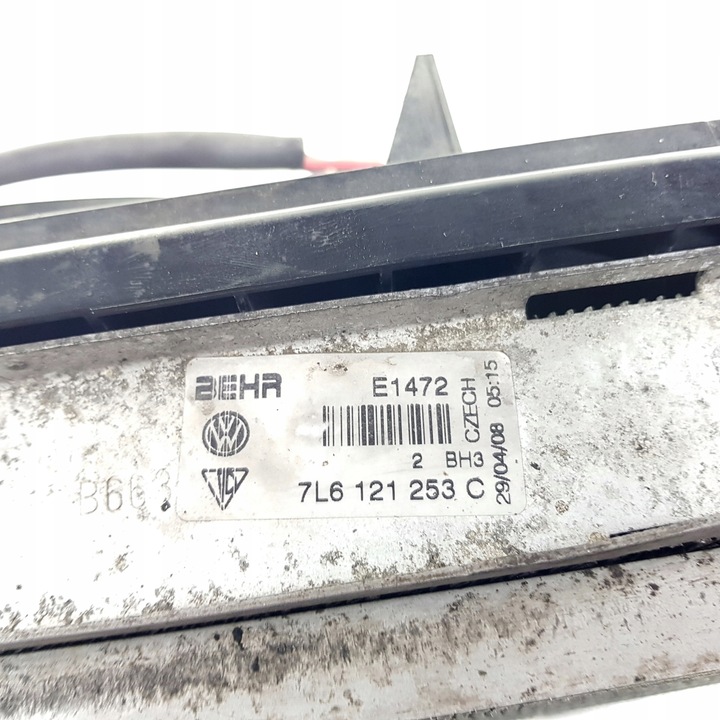 BEHR E1472
2 BH3
7L6 121 253 C
CZECH
29/04/08 05:15
B663